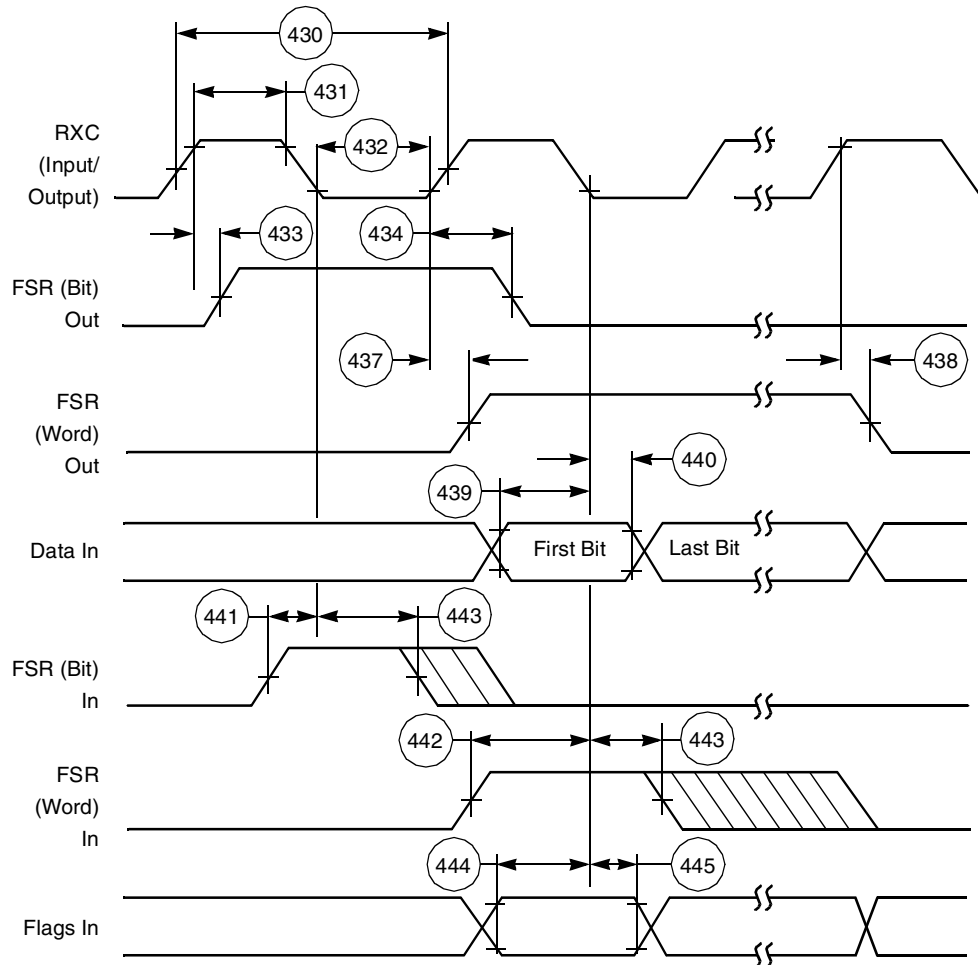 430
431
RXC
(Input/
Output)
432
433
434
FSR (Bit)
Out
437
438
FSR
(Word)
Out
440
439
Data In
First Bit
Last Bit
441
443
FSR (Bit)
In
442
443
FSR
(Word)
In
444
445
Flags In